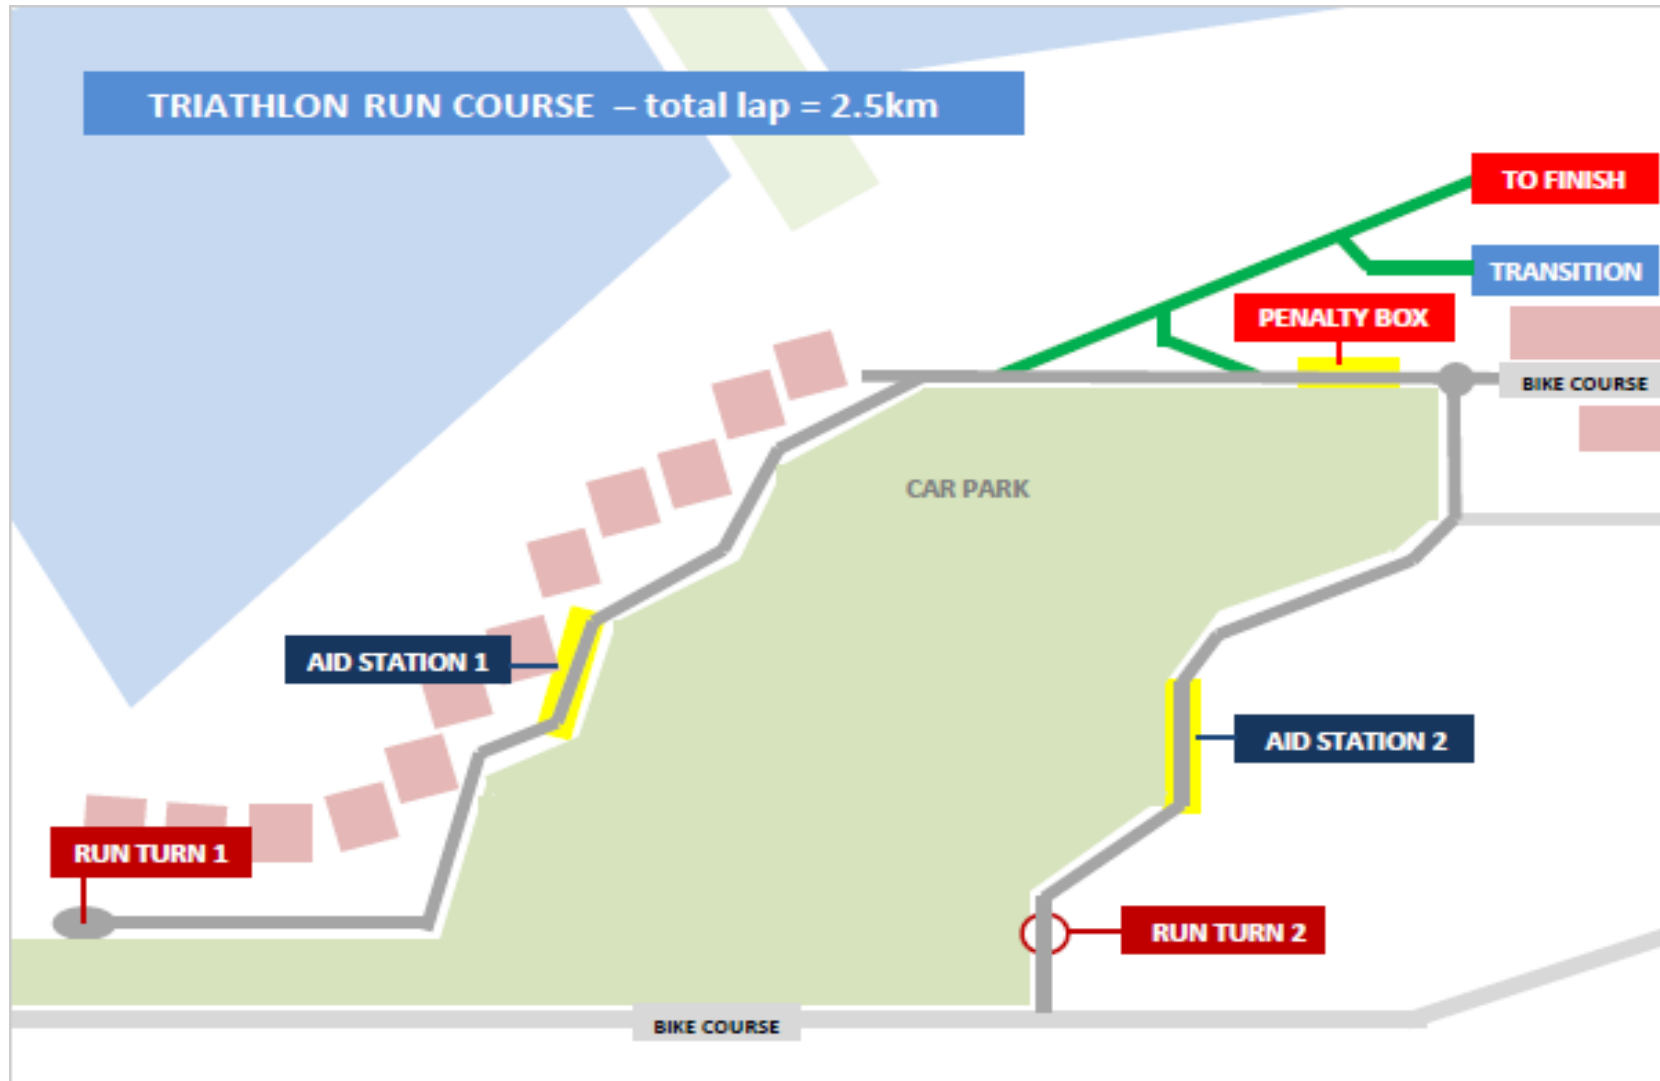 TRIATHLON RUN COURSE – total lap = 2.5km
TO FINISH
TRANSITION
PENALTY BOX
BIKE COURSE
CAR PARK
AID STATION 1
AID STATION 2
RUN TURN 1
RUN TURN 2
BIKE COURSE